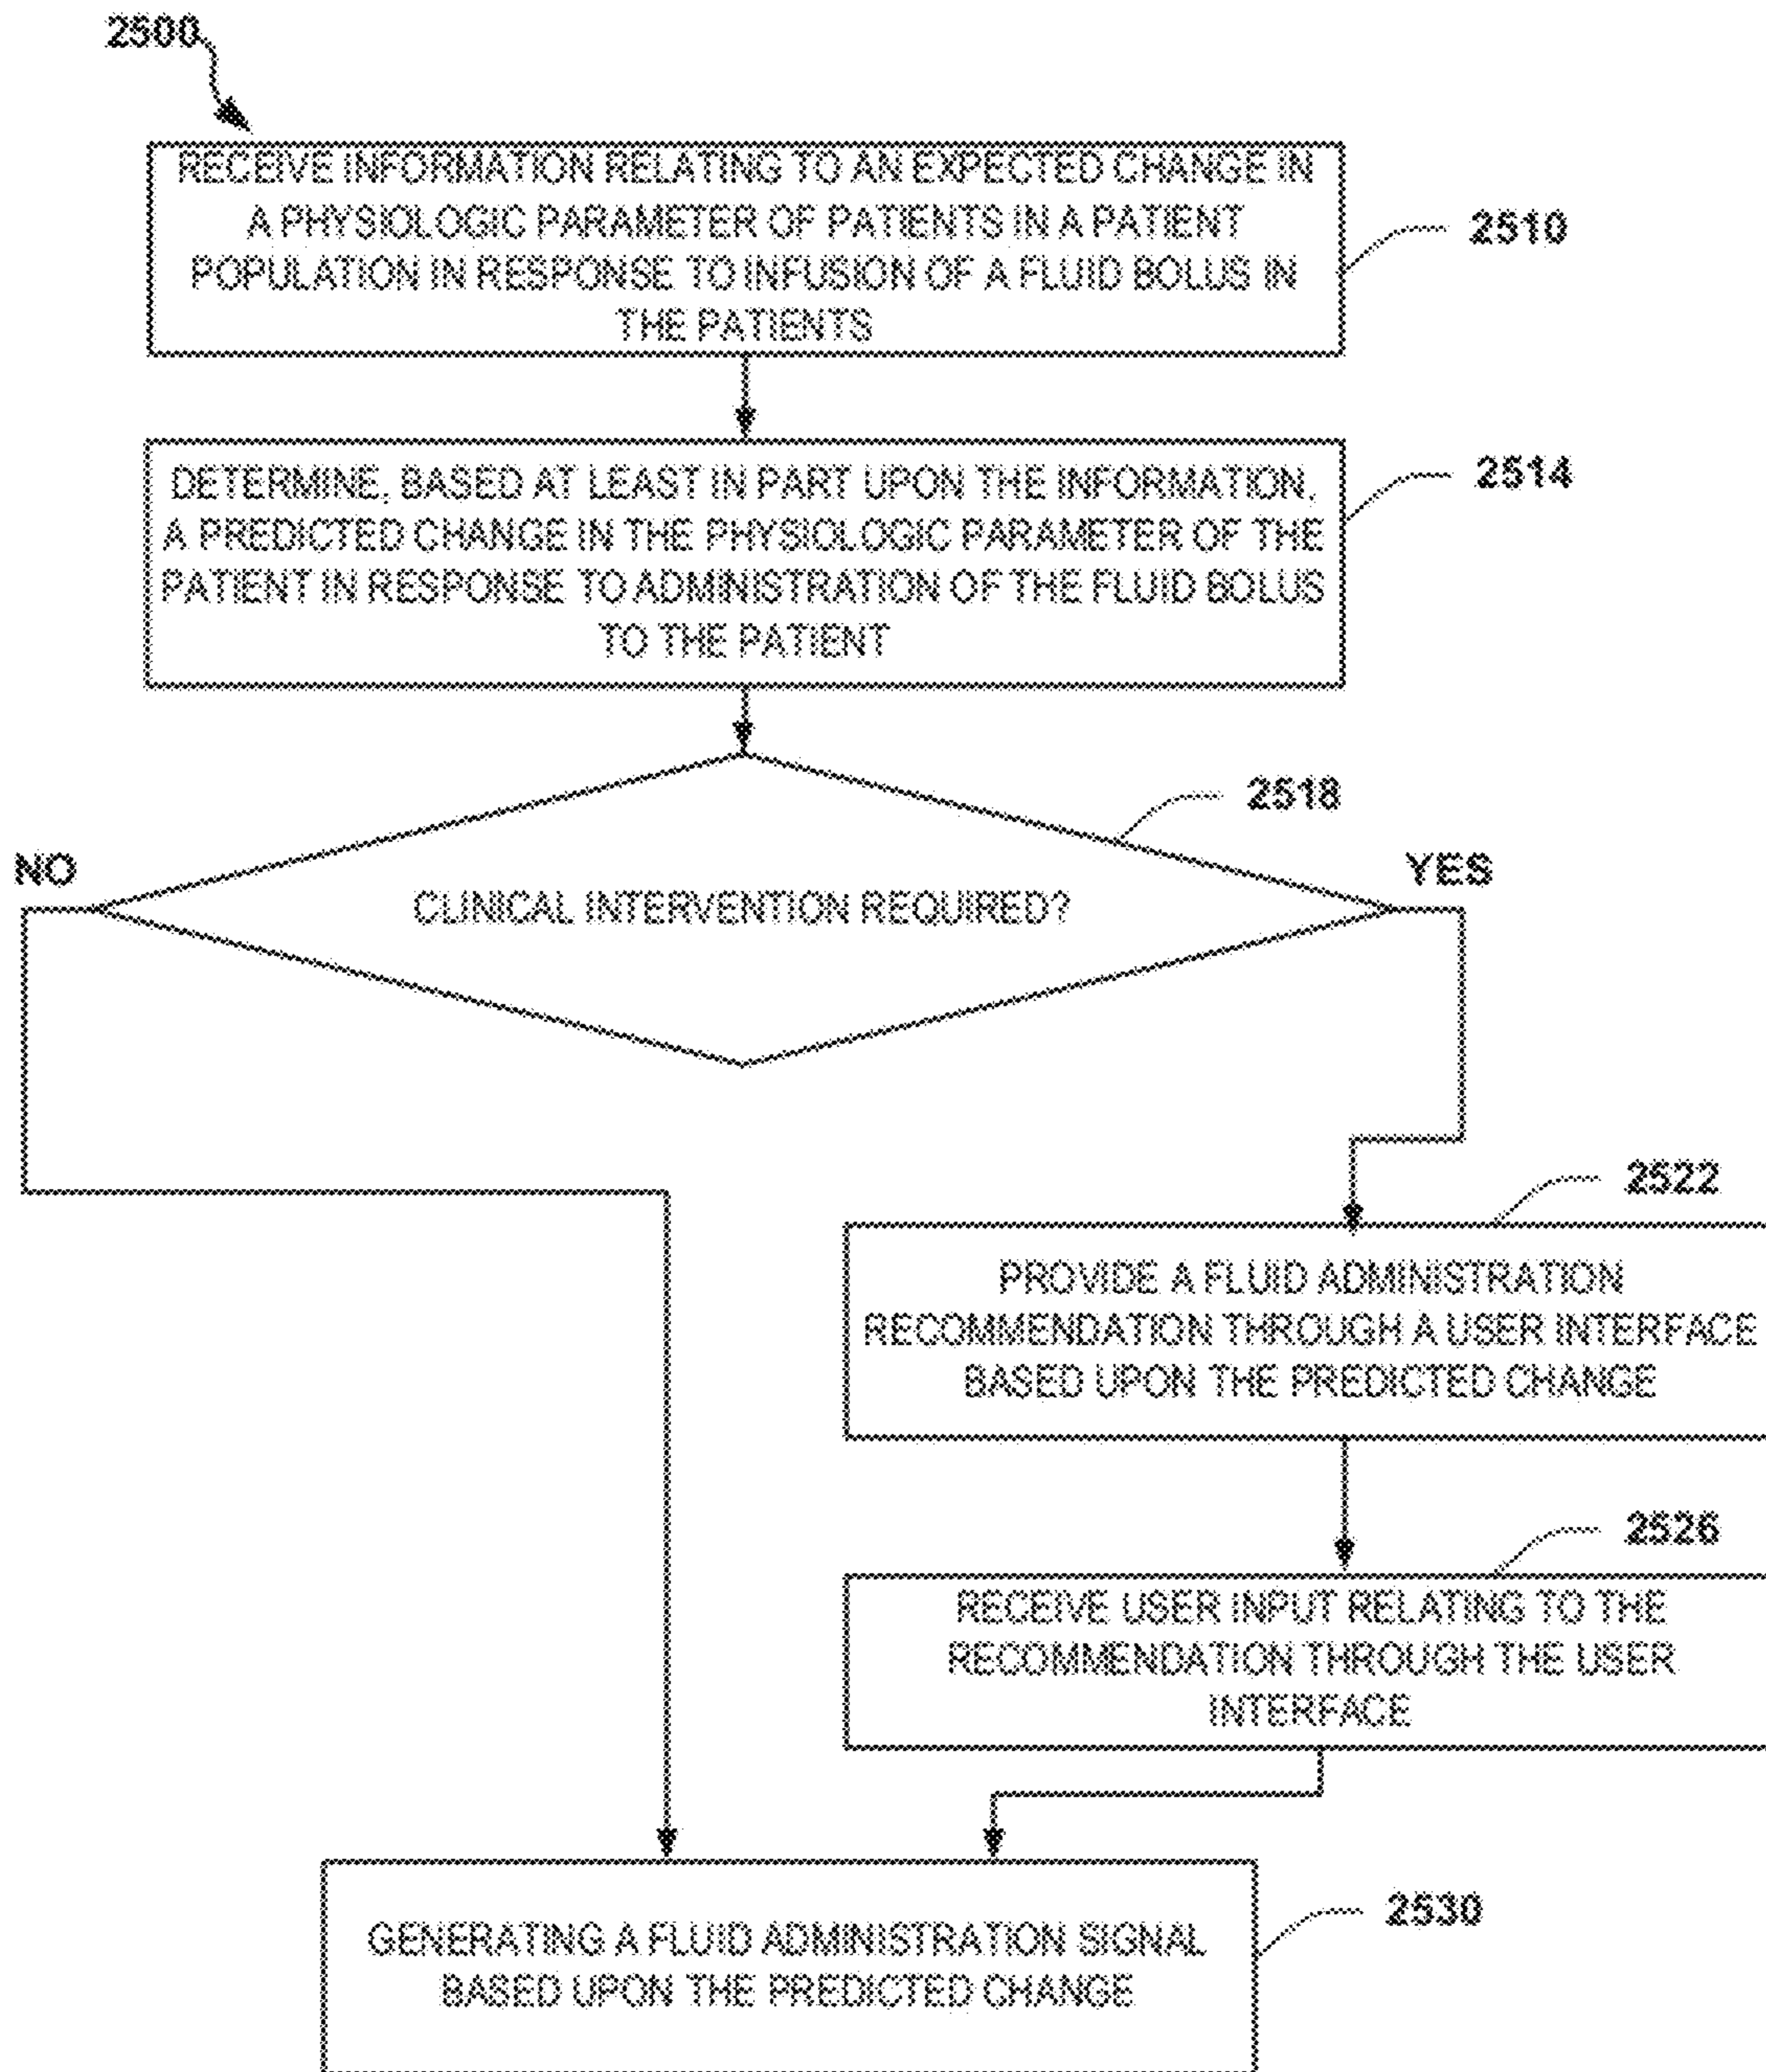 2500
RECEIVE INFORMATION RELATING TO AN EXPECTED CHANGE IN
A PHYSIOLOGIC PARAMETER OF PATIENTS IN A PATIENT
POPULATION IN RESPONSE TO INFUSION OF A FLUID BOLUS IN
THE PATIENTS
2510
DETERMINE, BASED AT LEAST IN PART UPON THE INFORMATION,
A PREDICTED CHANGE IN THE PHYSIOLOGIC PARAMETER OF THE
PATIENT IN RESPONSE TO ADMINISTRATION OF THE FLUID BOLUS
TO THE PATIENT
2514
2518
NO
YES
CLINICAL INTERVENTION REQUIRED?
2522
PROVIDE A FLUID ADMINISTRATION
RECOMMENDATION THROUGH A USER INTERFACE
BASED UPON THE PREDICTED CHANGE
2526
RECEIVE USER INPUT RELATING TO THE
RECOMMENDATION THROUGH THE USER
INTERFACE
2530
GENERATING A FLUID ADMINISTRATION SIGNAL
BASED UPON THE PREDICTED CHANGE